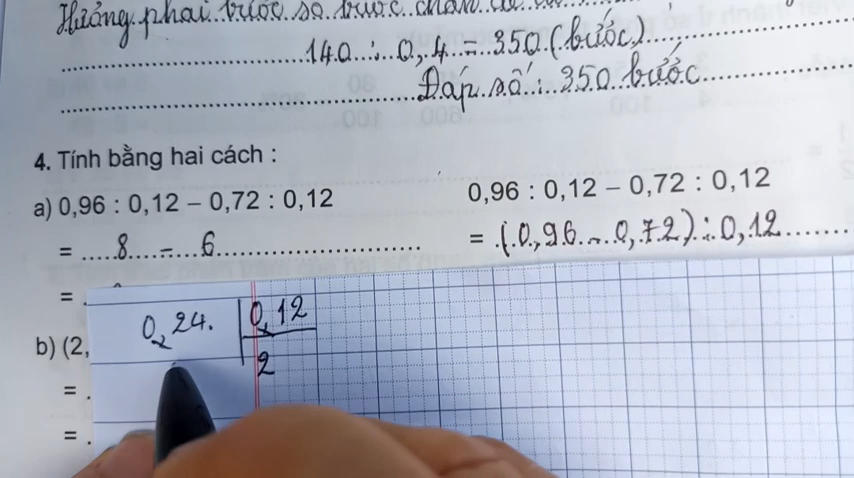 Hướng phải bước số bước
140 : 0,4 = 350 (bước)
Đáp số : 350 bước
4. Tính bằng hai cách :
a) 0,96 : 0,12 – 0,72 : 0,12
= 8 – 6
=
0,96 : 0,12 – 0,72 : 0,12
= (0,96 – 0,72) : 0,12
b) (2,
=
=
0,24 0,12
2